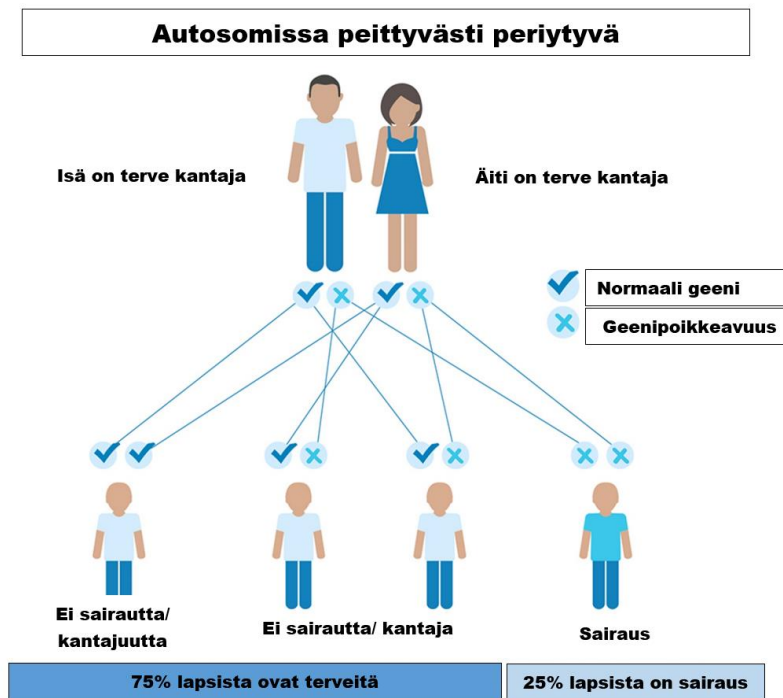 Autosomissa peittyvästi periytyvä
Isä on terve kantaja
Äiti on terve kantaja
Normaali geeni
Geenipoikkeavuus
Ei sairautta/
kantajuutta
Ei sairautta/ kantaja
Sairaus
75% lapsista ovat terveitä
25% lapsista on sairaus